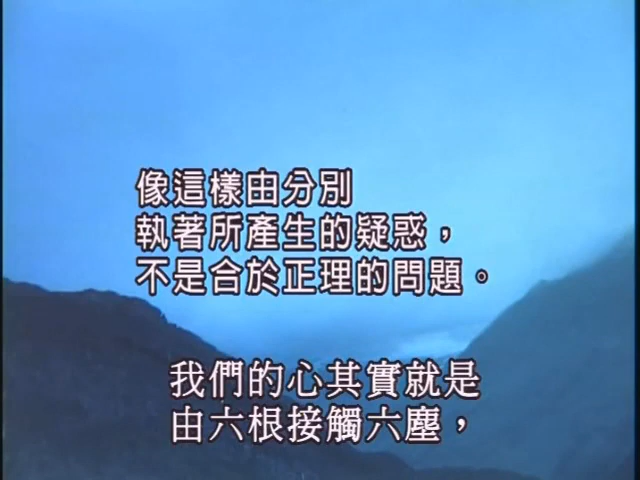 像這樣由分別
執著所產生的疑惑，
不是合於正理的問題。
我們的心其實就是
由六根接觸六塵，